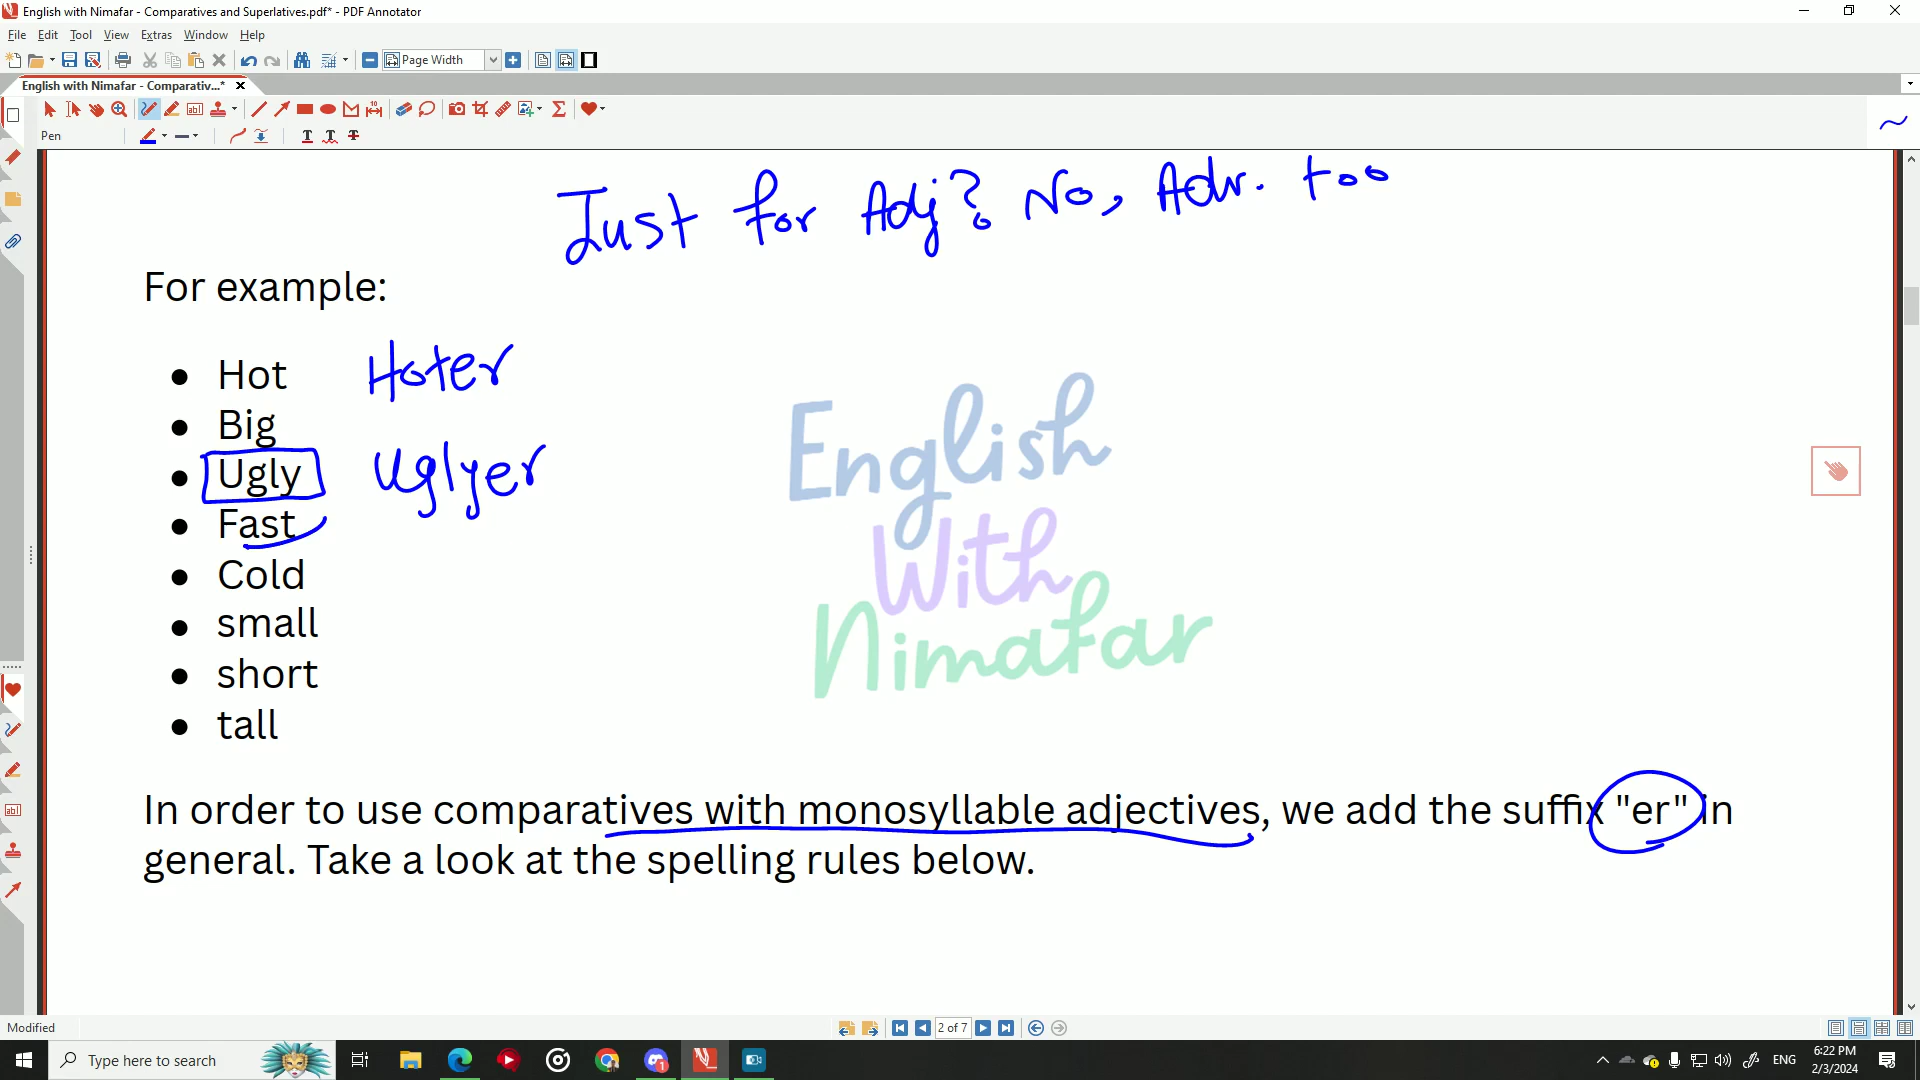 English with Nimafar - Comparatives and Superlatives.pdf* - PDF Annotator
File Edit Tool View Extras Window Help
Page Width
English with Nimafar - Comparativ...*
Pen
Just for Adj? No, Adv. too
For example:
Hot Hoter
Big
Ugly Uglyer
Fast
Cold
small
short
tall
English
With
Nimafar
In order to use comparatives with monosyllable adjectives, we add the suffix "er" in
general. Take a look at the spelling rules below.
Modified
2 of 7
Type here to search
ENG
6:22 PM
2/3/2024